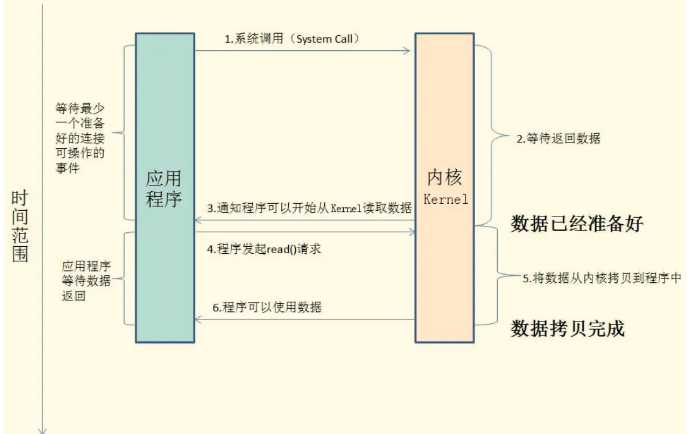 1.系统调用（System Call）
等待最少
一个准备
好的连接
可操作的
事件
2.等待返回数据
应用
程序
内核
Kernel
时
间
范
围
3.通知程序可以开始从Kernel读取数据
数据已经准备好
4.程序发起read()请求
应用程序
等待数据
返回
5.将数据从内核拷贝到程序中
6.程序可以使用数据
数据拷贝完成